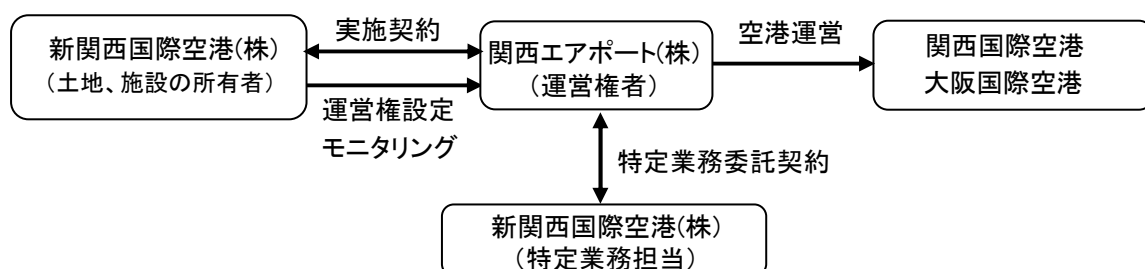 新関西国際空港(株)
(土地、施設の所有者)
実施契約
運営権設定
モニタリング
関西エアポート(株)
(運営権者)
空港運営
関西国際空港
大阪国際空港
特定業務委託契約
新関西国際空港(株)
(特定業務担当)